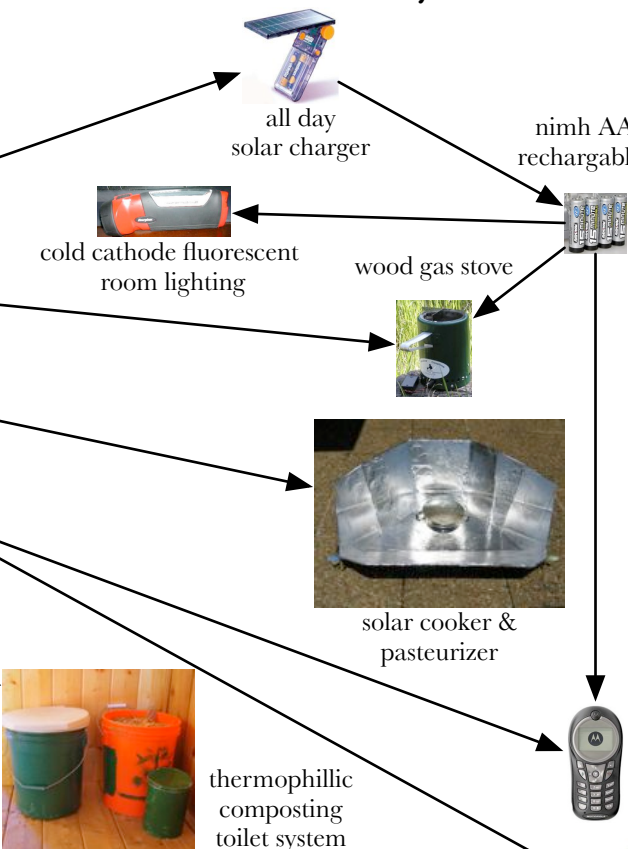 all day
solar charger
nimh AA
rechargabl
cold cathode fluorescent
room lighting
wood gas stove
solar cooker &
pasteurizer
thermophillic
composting
toilet system